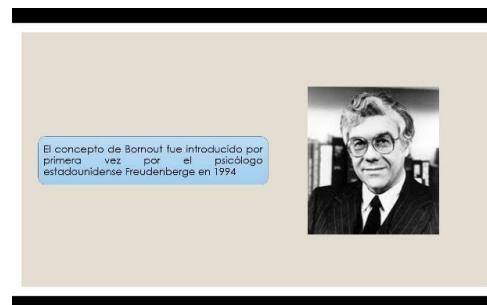 El concepto de Bornout fue introducido por
primera vez por el psicólogo
estadounidense Freudenberge en 1994